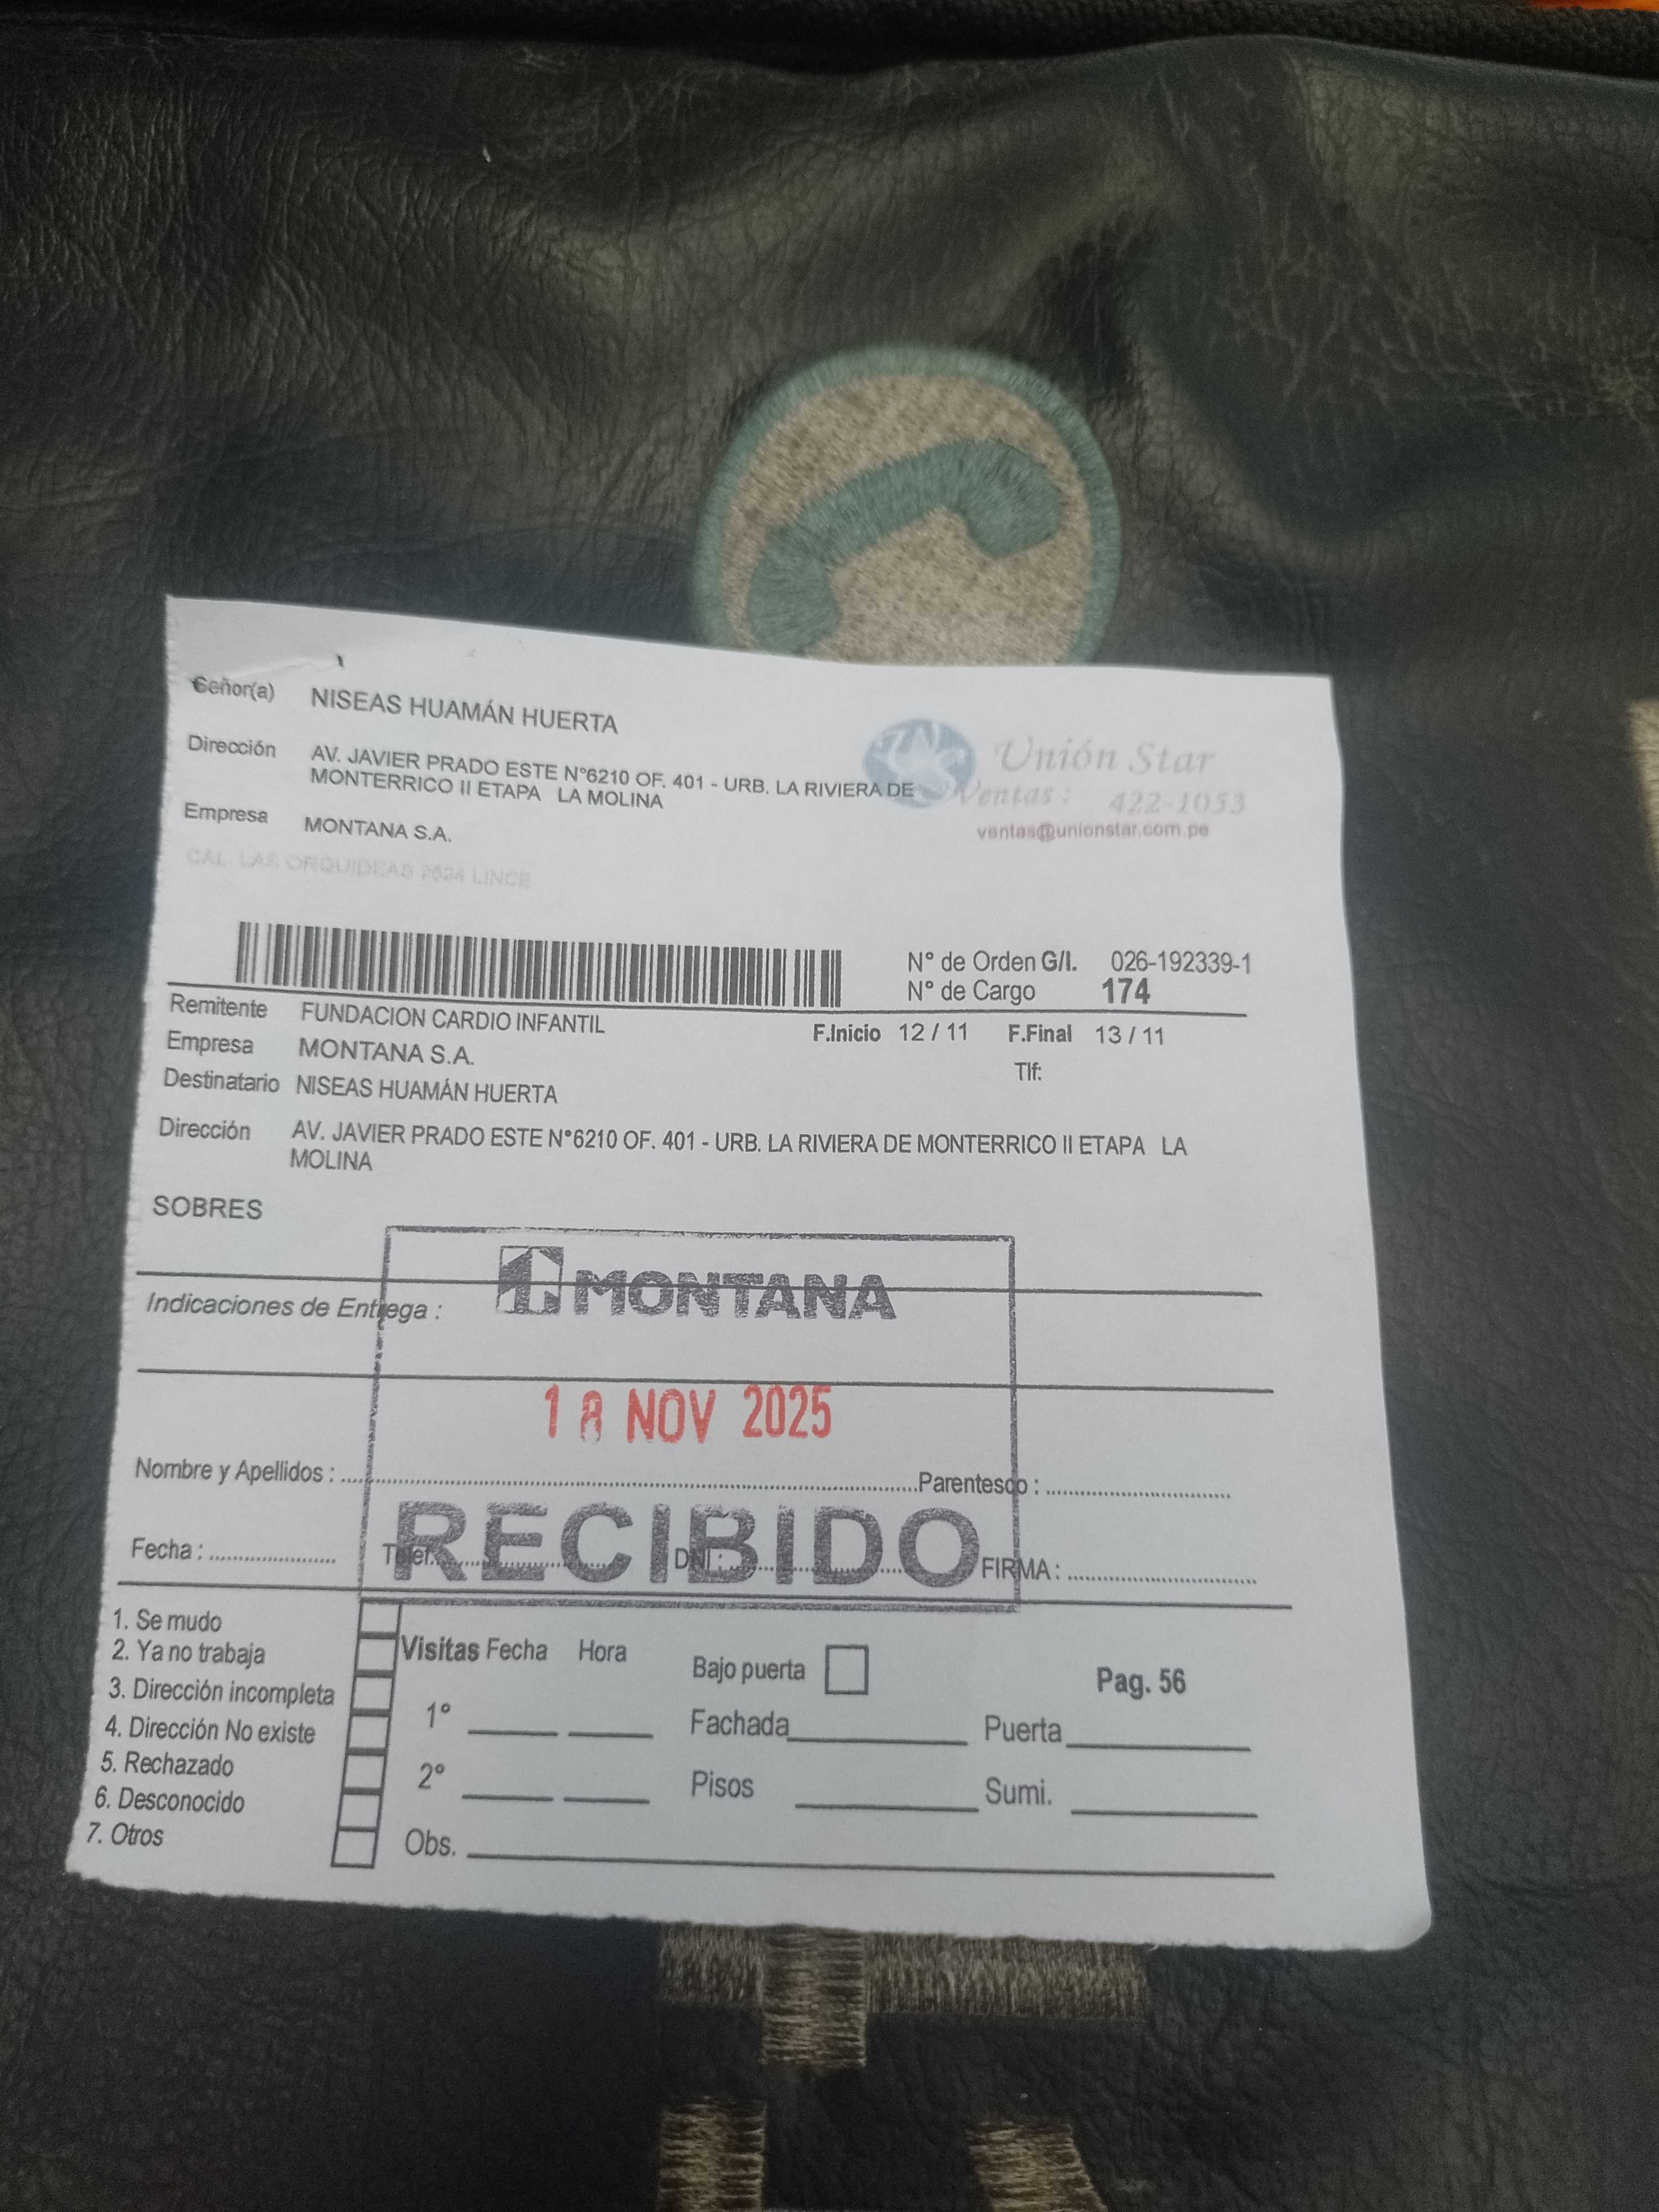 Señor(a) NISEAS HUAMÁN HUERTA
Dirección AV. JAVIER PRADO ESTE N°6210 OF. 401 - URB. LA RIVIERA DE
MONTERRICO II ETAPA LA MOLINA
Empresa MONTANA S.A.
CAL. LAS ORQUIDEAS 2624 LINCE
Unión Star
Ventas : 422-1053
ventas@unionstar.com.pe
N° de Orden G/I. 026-192339-1
N° de Cargo 174
Remitente FUNDACION CARDIO INFANTIL
F.Inicio 12 / 11 F.Final 13 / 11
Empresa MONTANA S.A.
Tlf:
Destinatario NISEAS HUAMÁN HUERTA
Dirección AV. JAVIER PRADO ESTE N°6210 OF. 401 - URB. LA RIVIERA DE MONTERRICO II ETAPA LA
MOLINA
SOBRES
MONTANA
Indicaciones de Entrega :
18 NOV 2025
Nombre y Apellidos : Parentesco :
RECIBIDO
Fecha : Telef.: DNI : FIRMA :
1. Se mudo
2. Ya no trabaja
3. Dirección incompleta
4. Dirección No existe
5. Rechazado
6. Desconocido
7. Otros
Visitas Fecha Hora
1°
2°
Obs.
Bajo puerta
Pag. 56
Fachada Puerta
Pisos Sumi.